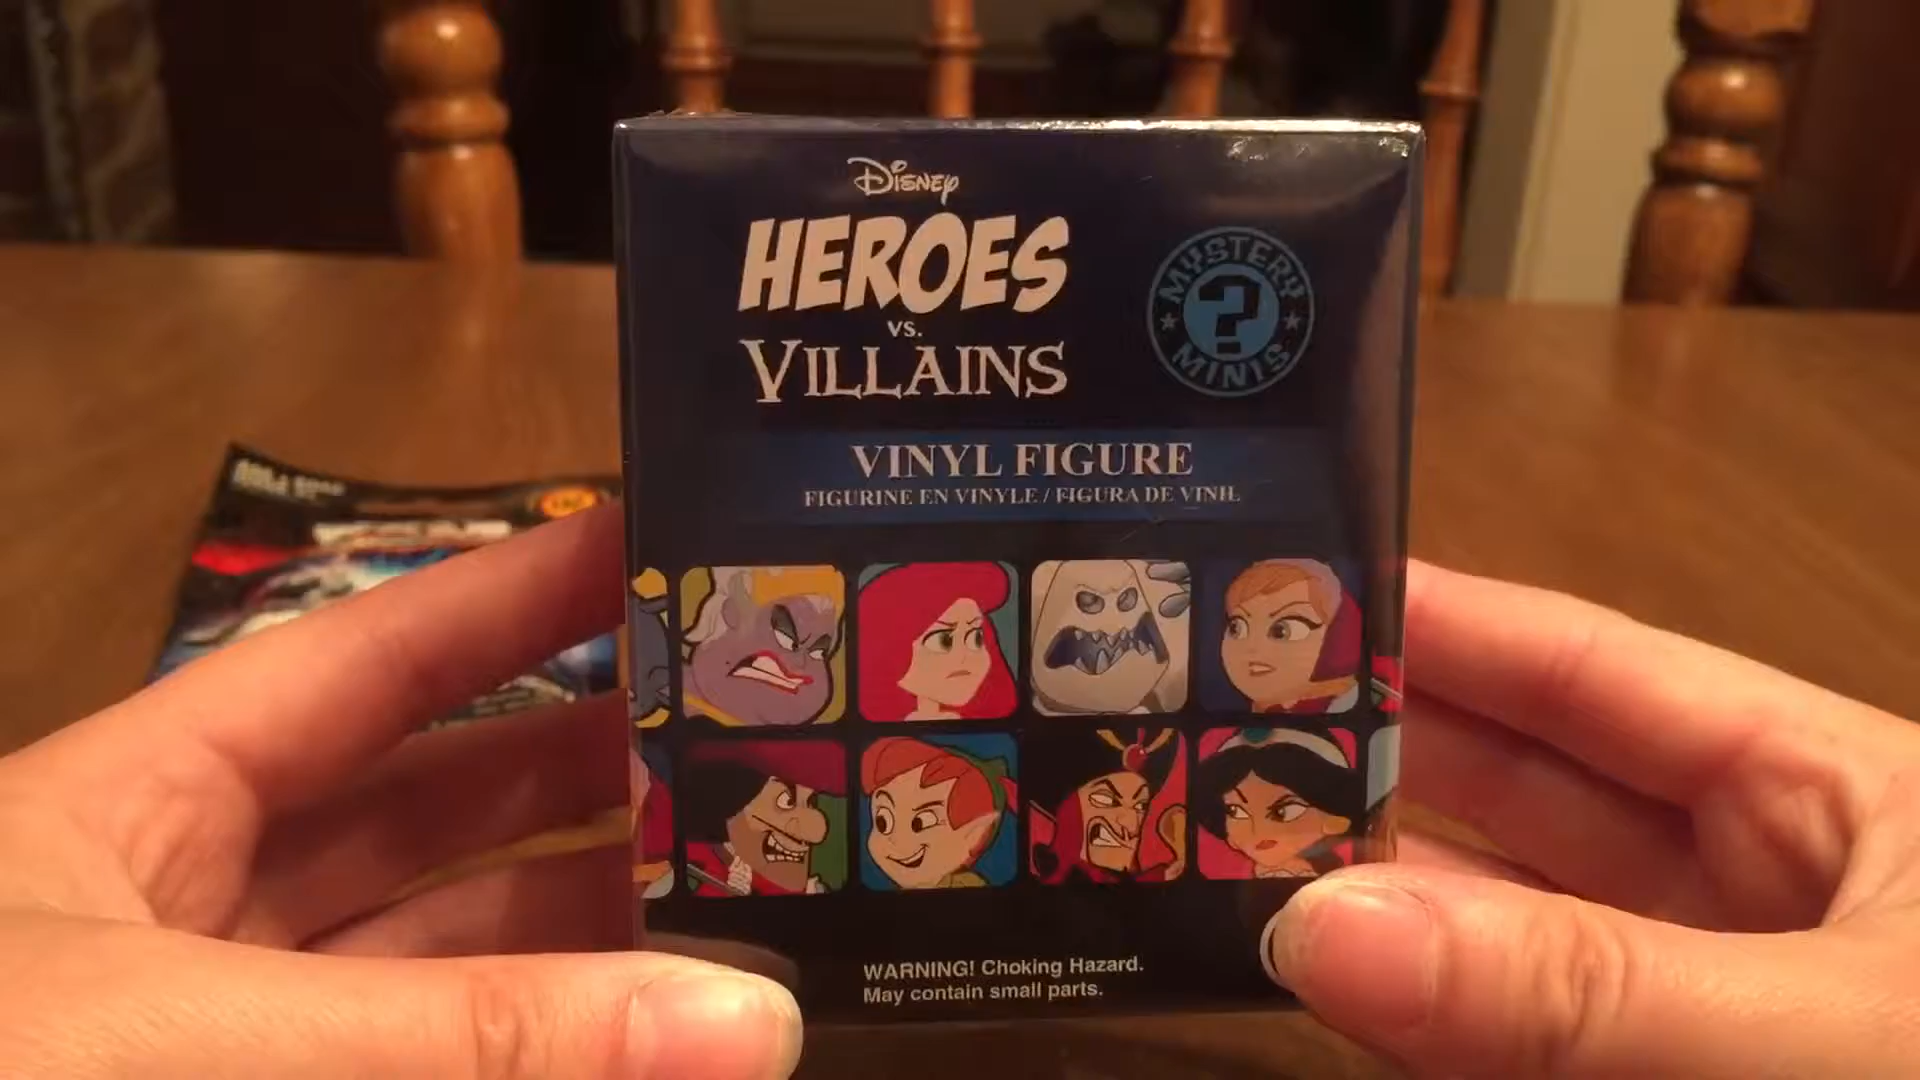 DISNEY
HEROES
VS.
VILLAINS
MYSTERY
?
MINIS
VINYL FIGURE
FIGURINE EN VINYLE / FIGURA DE VINIL
WARNING! Choking Hazard.
May contain small parts.